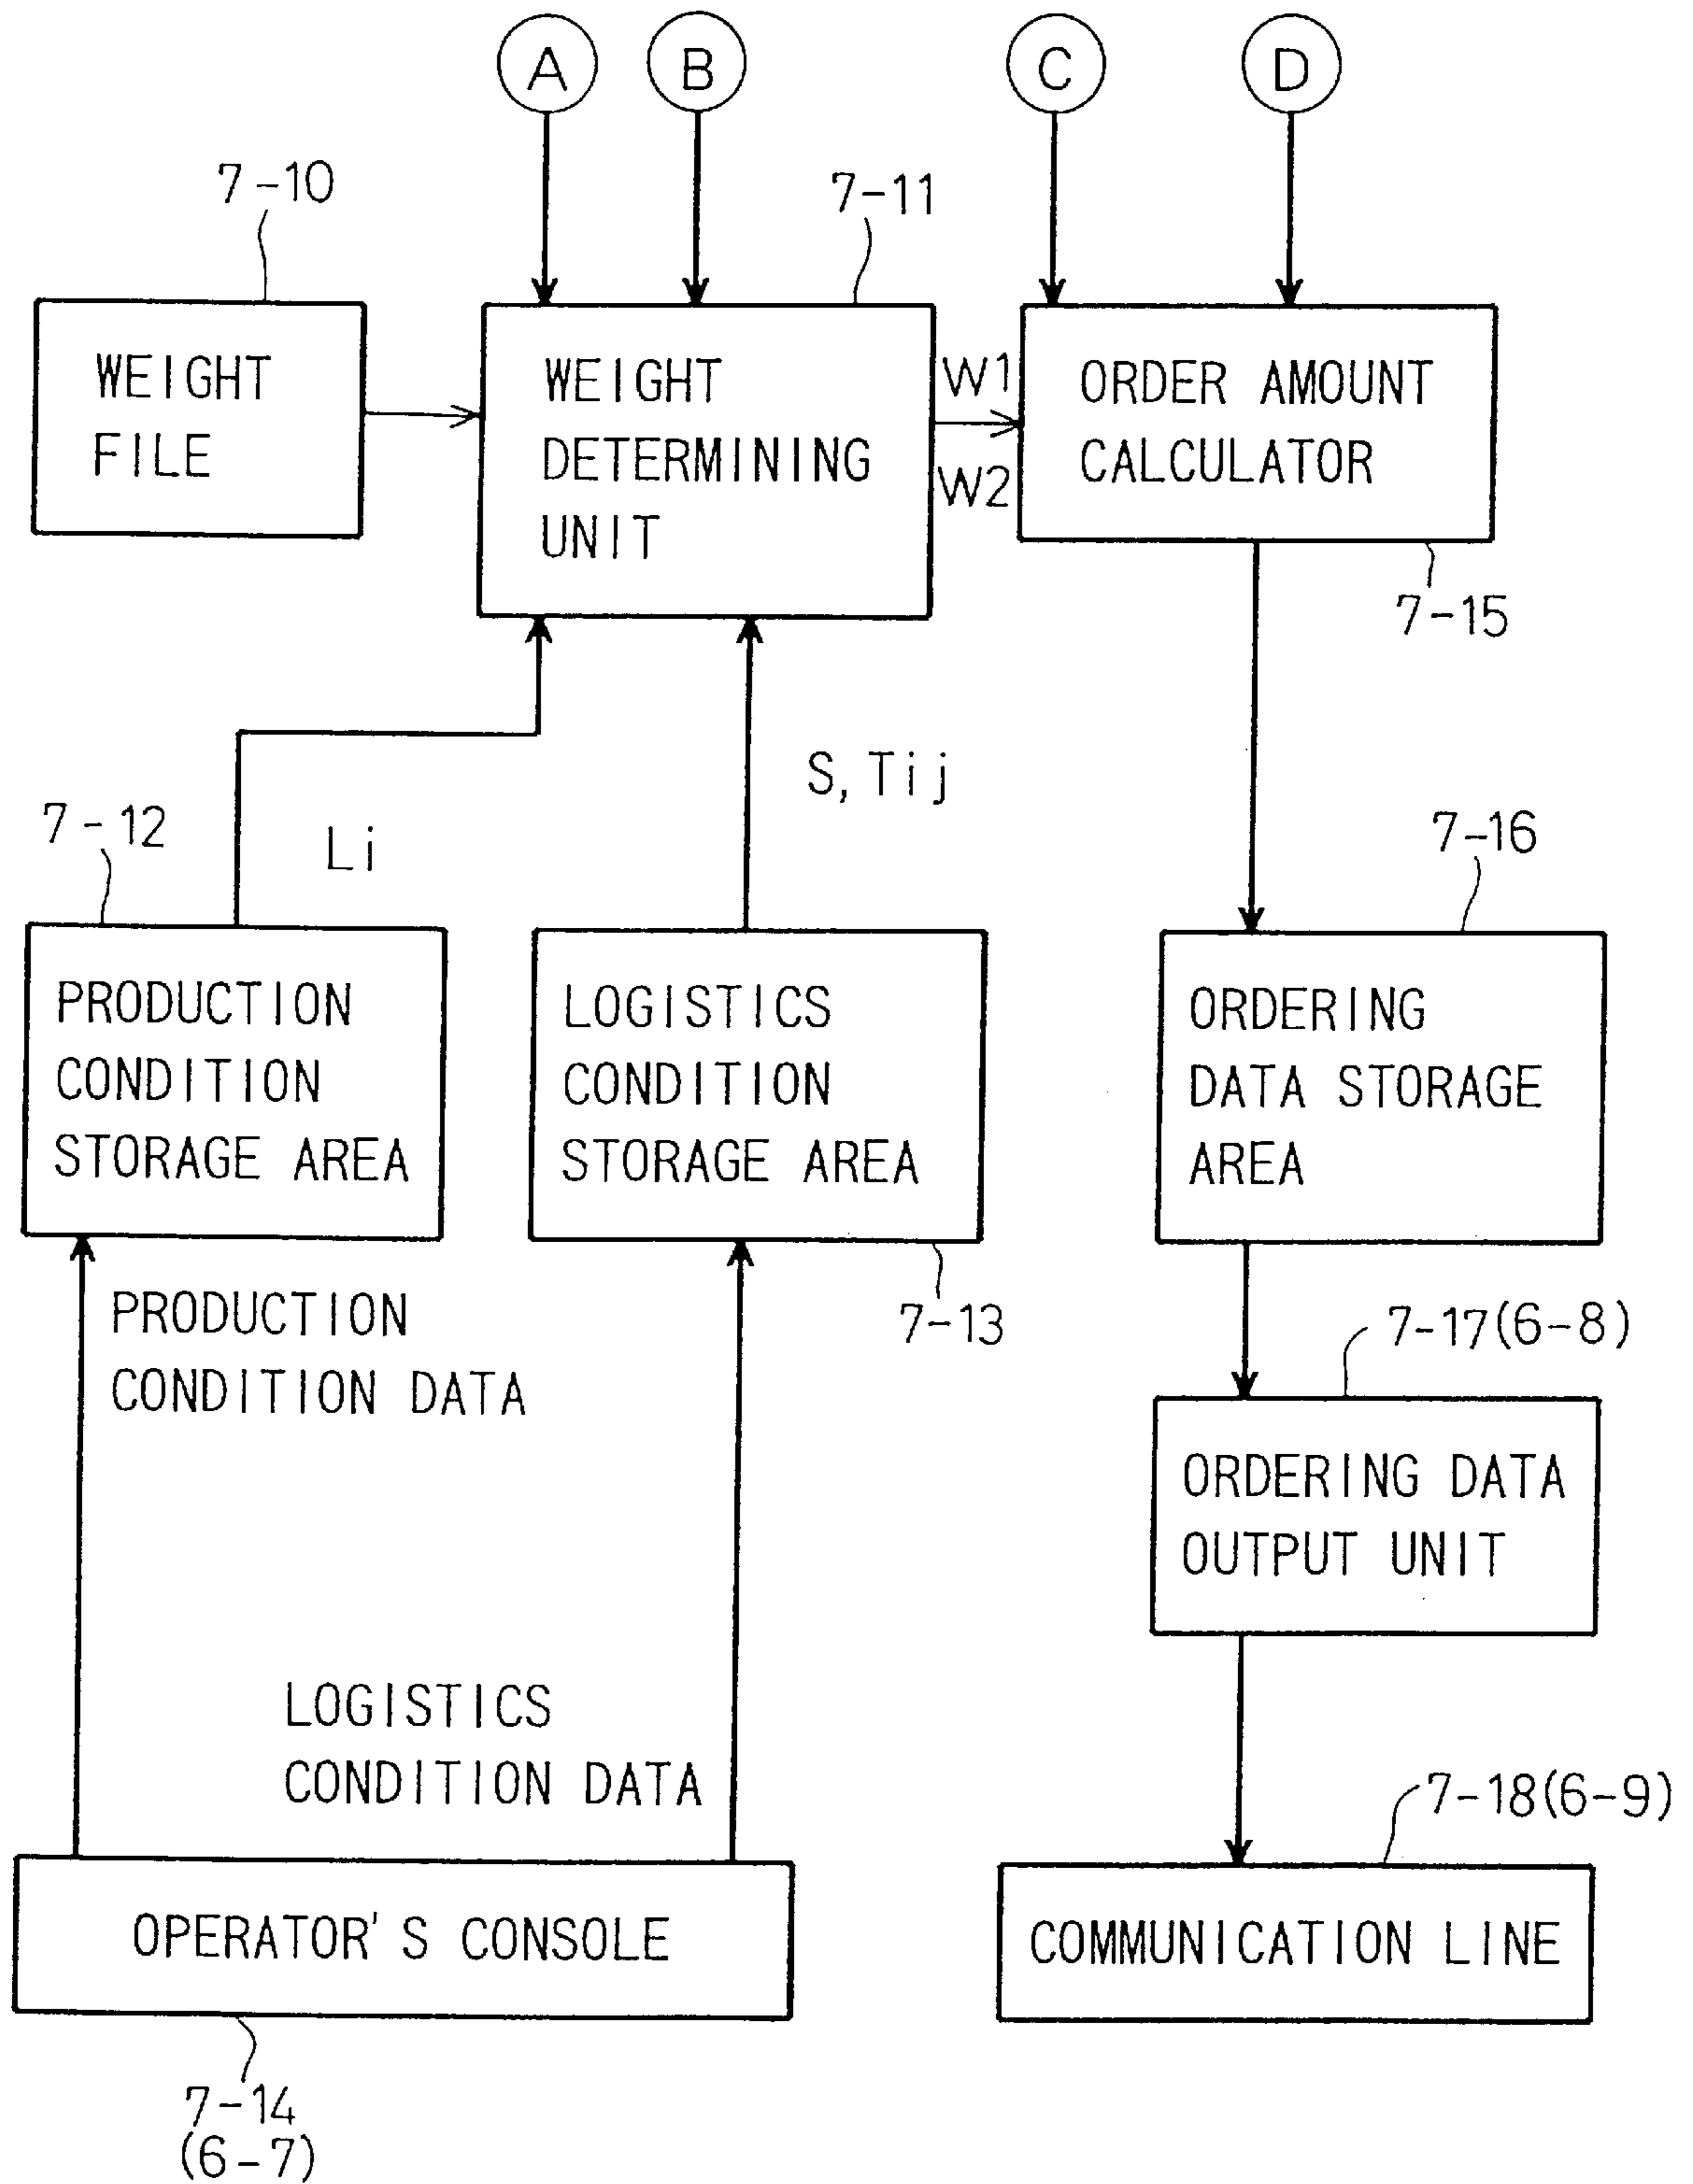 A
B
C
D
7-10
7-11
WEIGHT
FILE
WEIGHT
DETERMINING
UNIT
W1
W2
ORDER AMOUNT
CALCULATOR
7-15
S, Tij
7-12
Li
7-16
PRODUCTION
CONDITION
STORAGE AREA
LOGISTICS
CONDITION
STORAGE AREA
ORDERING
DATA STORAGE
AREA
7-13
PRODUCTION
CONDITION DATA
7-17(6-8)
ORDERING DATA
OUTPUT UNIT
LOGISTICS
CONDITION DATA
7-18(6-9)
OPERATOR'S CONSOLE
COMMUNICATION LINE
7-14
(6-7)